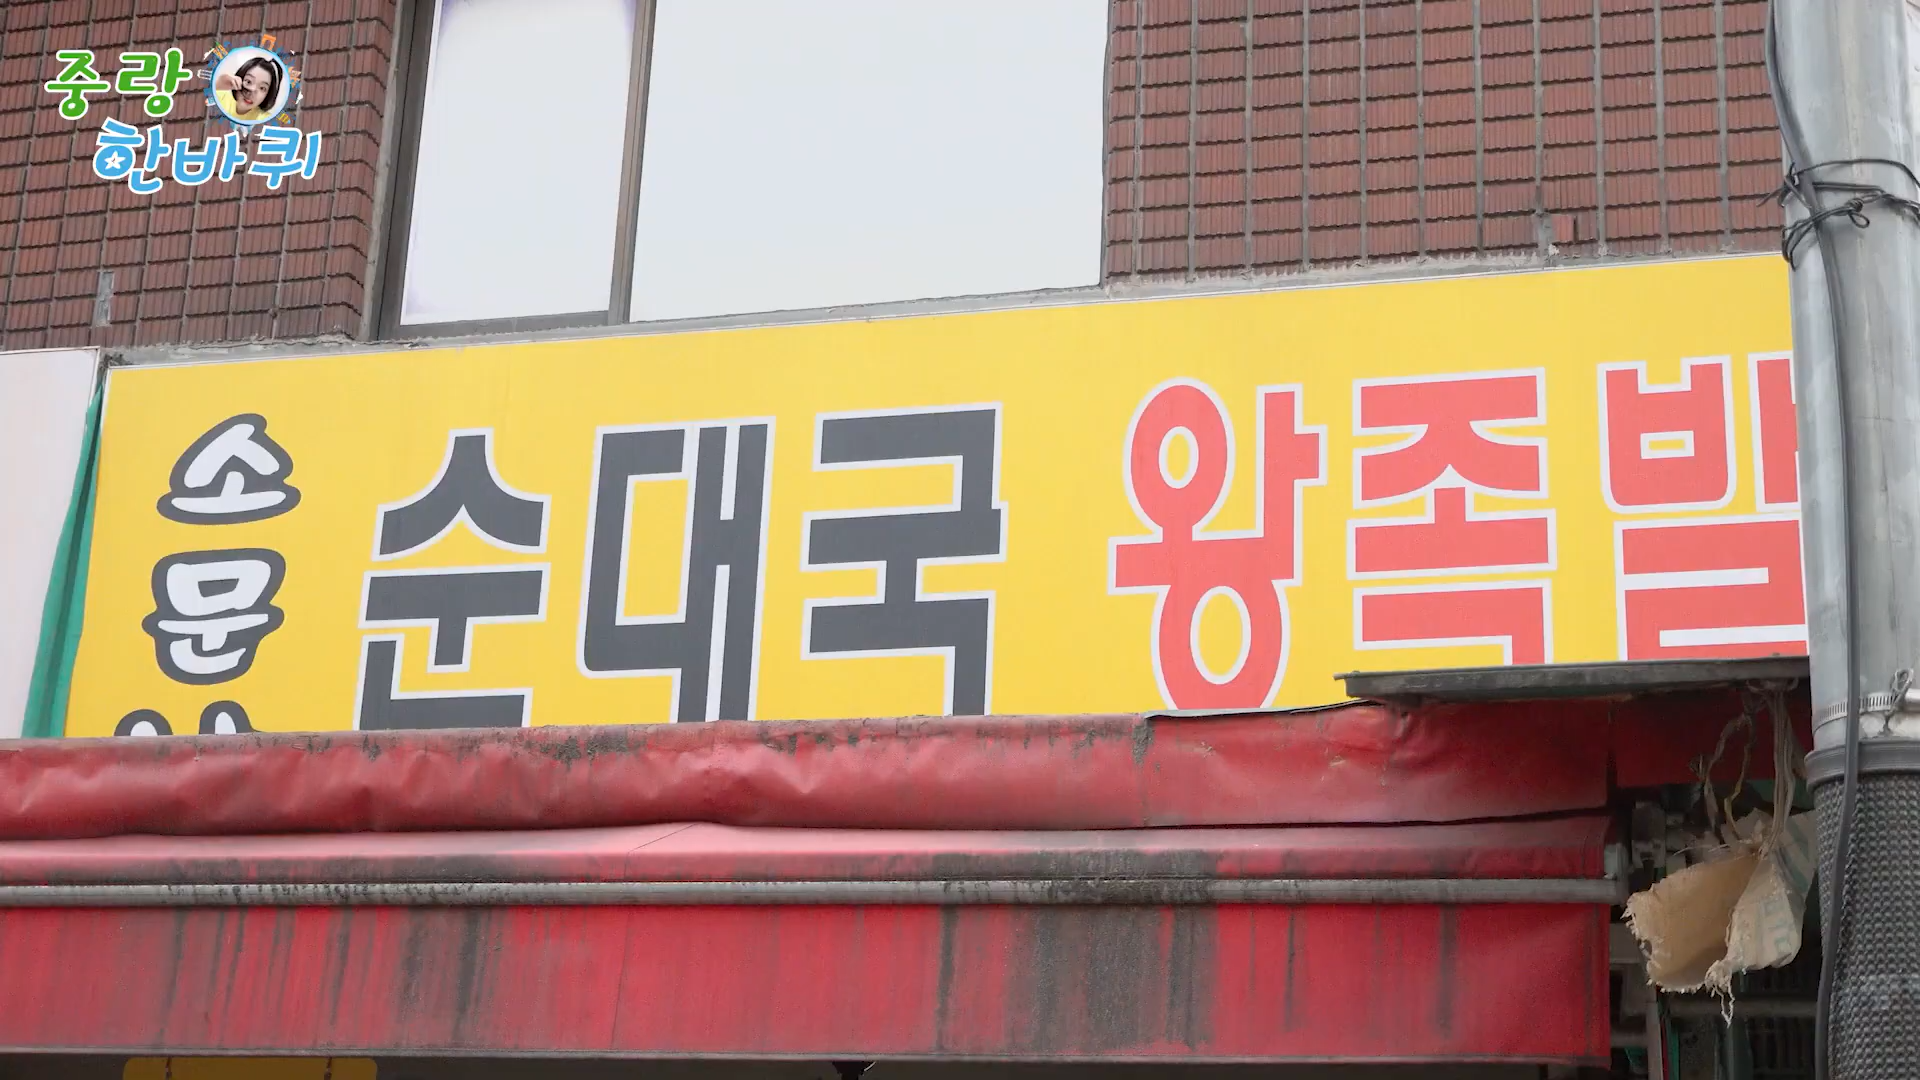 중랑
한바퀴
소문
순대국 왕족발